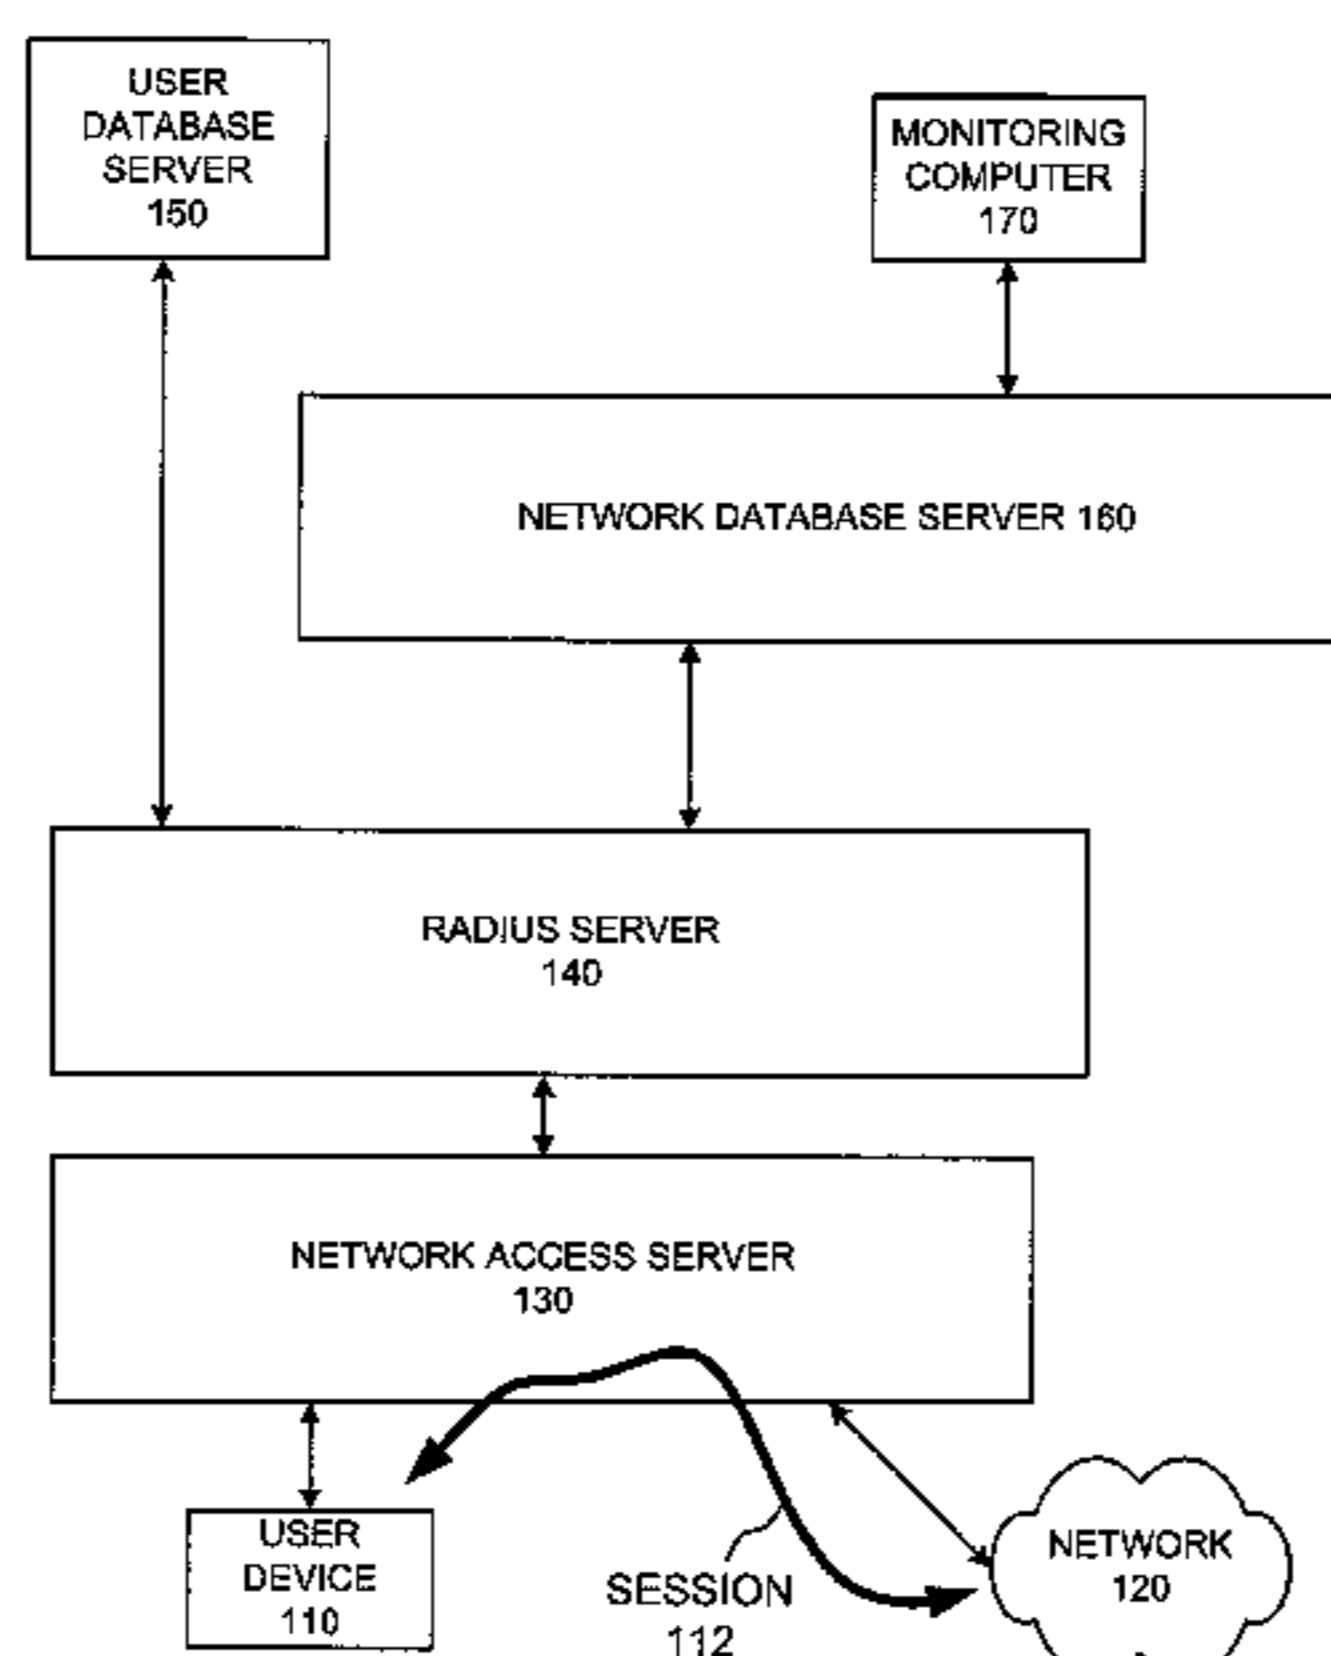 USER
DATABASE
SERVER
150
MONITORING
COMPUTER
170
NETWORK DATABASE SERVER 160
RADIUS SERVER
140
NETWORK ACCESS SERVER
130
USER
DEVICE
110
SESSION
112
NETWORK
120